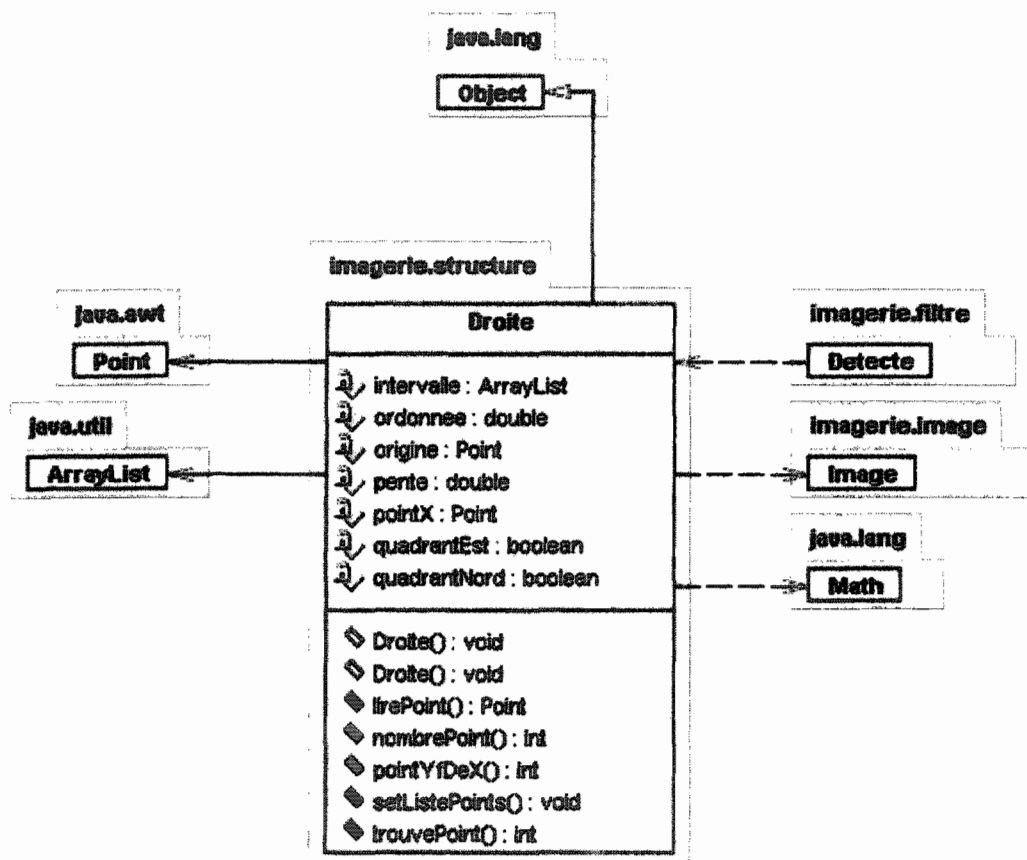 java.lang
Object
imagerie.structure
Droite
intervalle : ArrayList
ordonnee : double
origine : Point
pente : double
pointX : Point
quadrantEst : boolean
quadrantNord : boolean
Droite() : void
Droite() : void
lirePoint() : Point
nombrePoint() : int
pointYfDeX() : int
setListePoints() : void
trouvePoint() : int
java.awt
Point
java.util
ArrayList
imagerie.filtre
Detecte
imagerie.image
Image
java.lang
Math